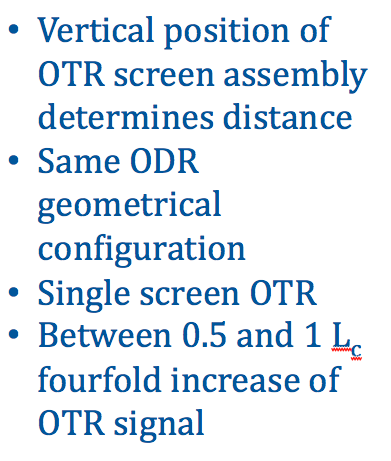 • Vertical position of
OTR screen assembly
determines distance
• Same ODR
geometrical
configuration
• Single screen OTR
• Between 0.5 and 1 Lc
fourfold increase of
OTR signal